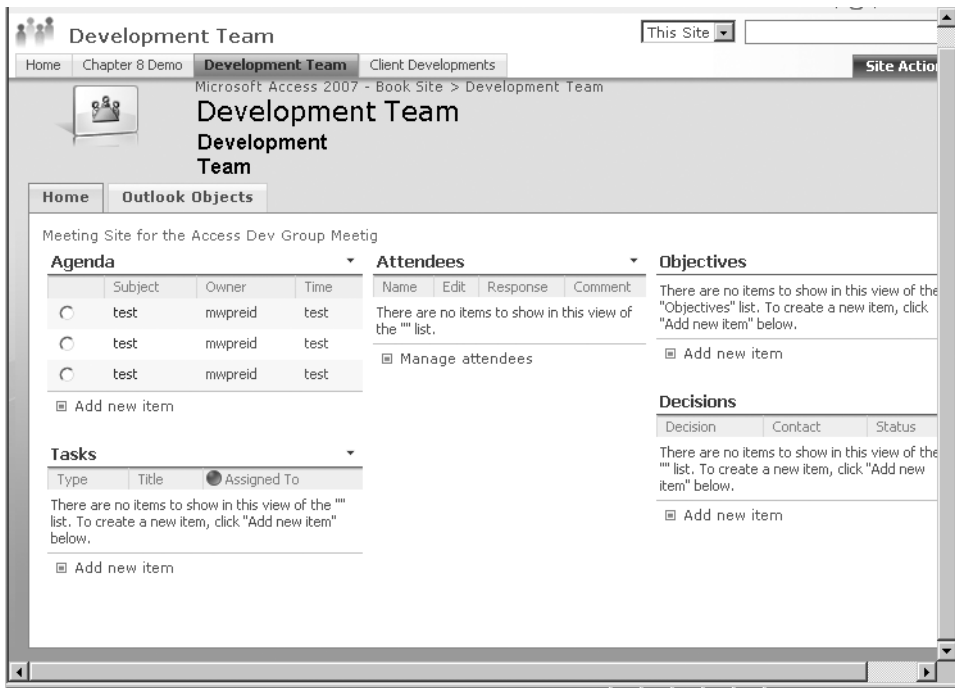 Development Team
This Site
Home Chapter 8 Demo Development Team Client Developments
Microsoft Access 2007 - Book Site > Development Team
Development Team
Development
Team
Home Outlook Objects
Meeting Site for the Access Dev Group Meetig
Agenda
Subject Owner Time
test mwpreid test
test mwpreid test
test mwpreid test
Add new item
Tasks
Type Title Assigned To
There are no items to show in this view of the ""
list. To create a new item, click "Add new item"
below.
Add new item
Attendees
Name Edit Response Comment
There are no items to show in this view of
the "" list.
Manage attendees
Objectives
There are no items to show in this view of the
"Objectives" list. To create a new item, click
"Add new item" below.
Add new item
Decisions
Decision Contact Status
There are no items to show in this view of the
"" list. To create a new item, click "Add new
item" below.
Add new item